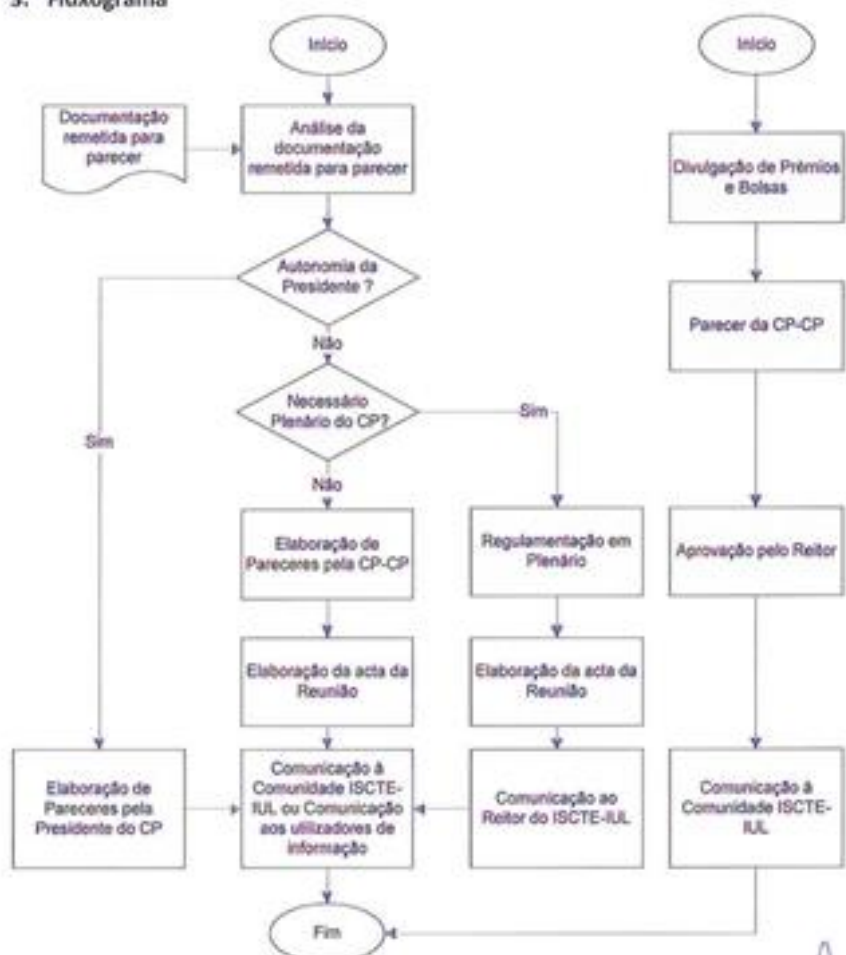 3. Fluxograma
Início
Início
Documentação
remetida para
parecer
Análise da
documentação
remetida para parecer
Divulgação de Prémios
e Bolsas
Autonomia da
Presidente ?
Parecer da CP-CP
Não
Necessário
Plenário do CP?
Sim
Sim
Não
Elaboração de
Pareceres pela CP-CP
Regulamentação em
Plenário
Aprovação pelo Reitor
Elaboração da acta da
Reunião
Elaboração da acta da
Reunião
Elaboração de
Pareceres pela
Presidente do CP
Comunicação à
Comunidade ISCTE-
IUL ou Comunicação
aos utilizadores de
informação
Comunicação ao
Reitor do ISCTE-IUL
Comunicação à
Comunidade ISCTE-
IUL
Fim